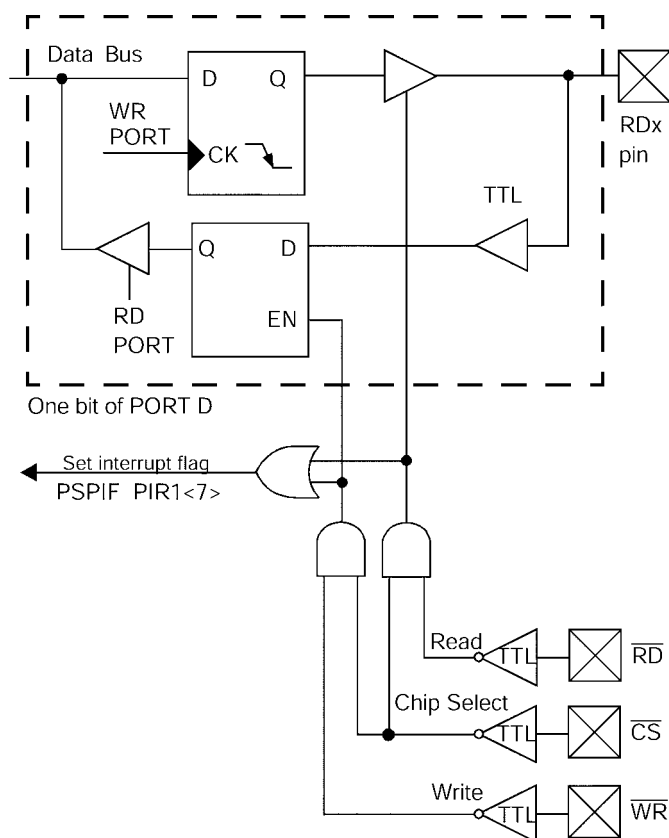 Data Bus
D Q
WR
PORT
CK
RDx
pin
TTL
Q D
EN
RD
PORT
One bit of PORT D
Set interrupt flag
PSPIF PIR1<7>
Read
TTL
RD
Chip Select
TTL
CS
Write
TTL
WR